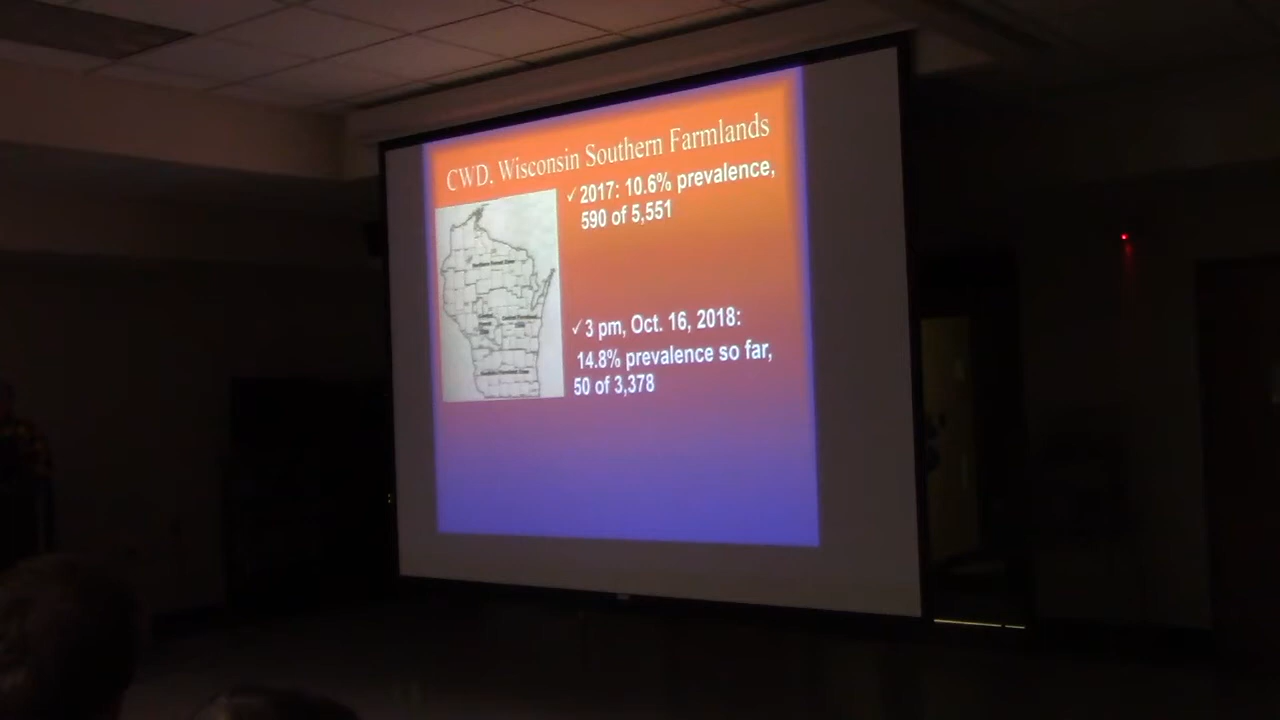 CWD, Wisconsin Southern Farmlands
✓ 2017: 10.6% prevalence,
590 of 5,551
✓ 3 pm, Oct. 16, 2018:
14.8% prevalence so far,
50 of 3,378